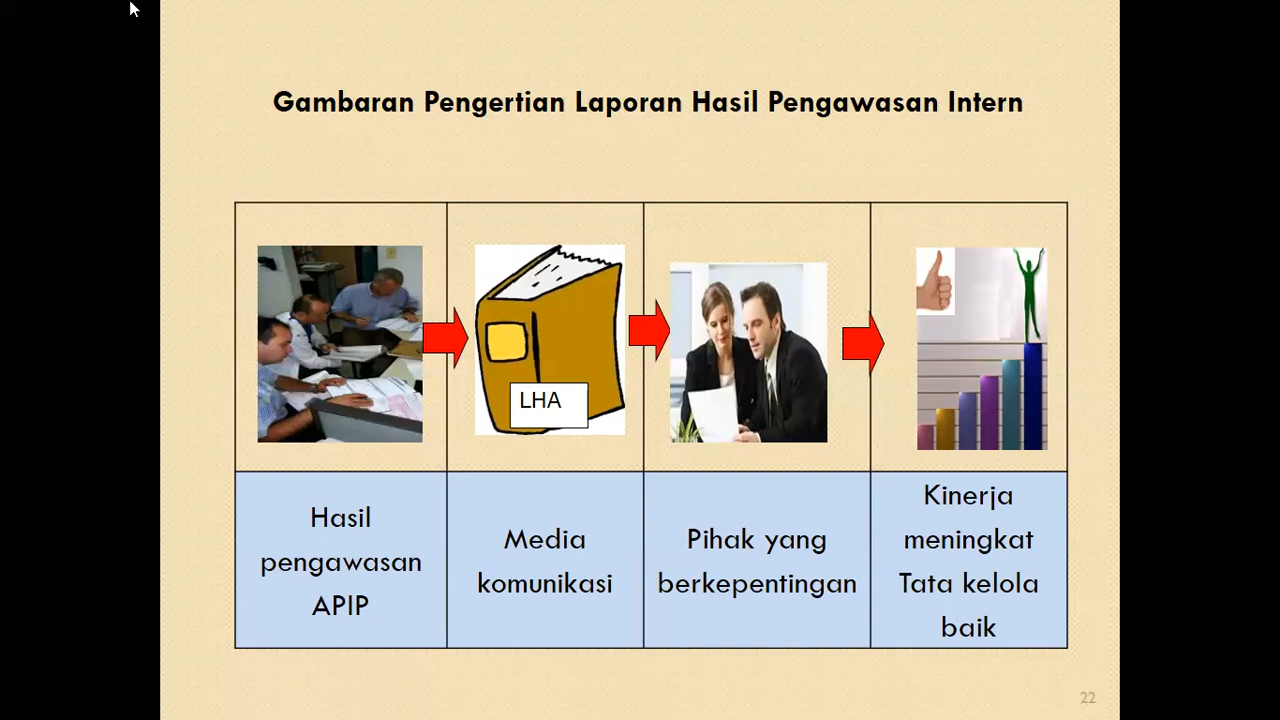 Gambaran Pengertian Laporan Hasil Pengawasan Intern
LHA
Hasil
pengawasan
APIP
Media
komunikasi
Pihak yang
berkepentingan
Kinerja
meningkat
Tata kelola
baik
22